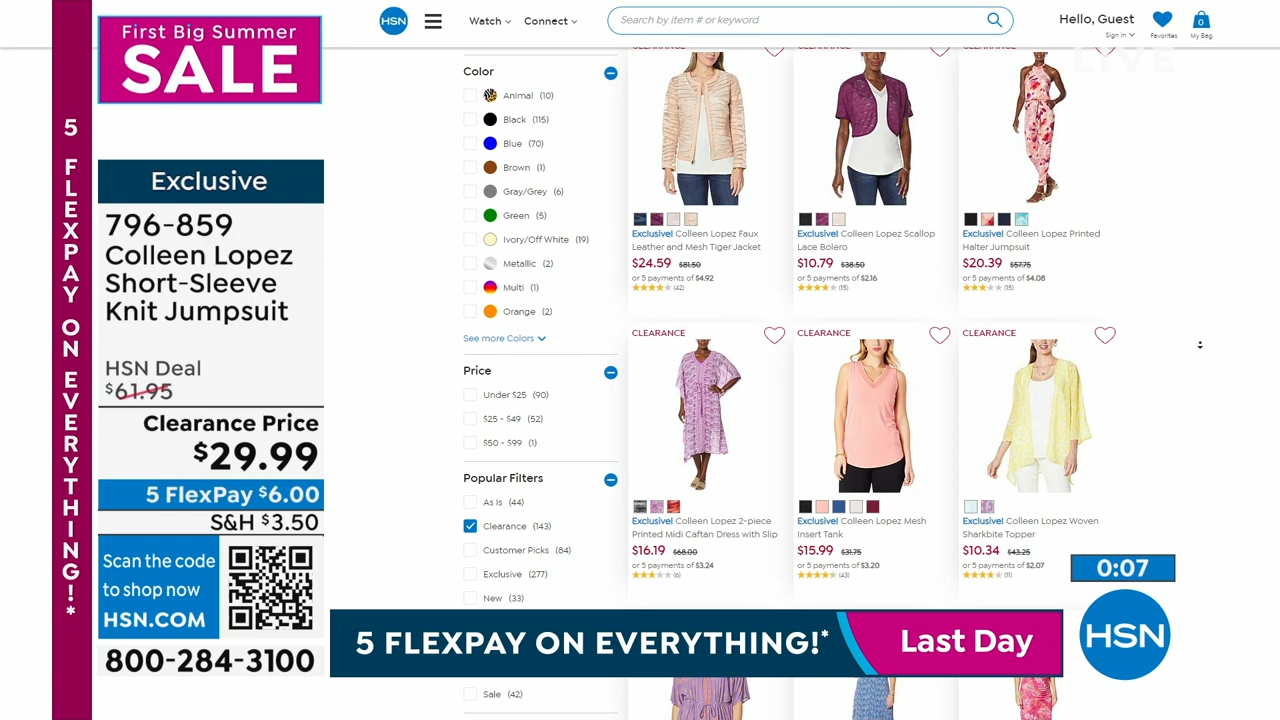 First Big Summer
SALE
5 FLEXPAY ON EVERYTHING!*
Exclusive
796-859
Colleen Lopez
Short-Sleeve
Knit Jumpsuit
HSN Deal
$61.95
Clearance Price
$29.99
5 FlexPay $6.00
S&H $3.50
Scan the code
to shop now
HSN.COM
800-284-3100
HSN
Watch
Connect
Search by item # or keyword
Hello, Guest
Sign In
Favorites
0
My Bag
LIVE
Color
Animal (10)
Black (115)
Blue (70)
Brown (1)
Gray/Grey (6)
Green (5)
Ivory/Off White (19)
Metallic (2)
Multi (1)
Orange (2)
See more Colors
Price
Under $25 (90)
$25 - $49 (52)
$50 - $99 (1)
Popular Filters
As Is (44)
Clearance (143)
Customer Picks (84)
Exclusive (277)
New (33)
Sale (42)
CLEARANCE
Exclusive! Colleen Lopez Faux
Leather and Mesh Tiger Jacket
$24.59 $81.50
or 5 payments of $4.92
(42)
CLEARANCE
Exclusive! Colleen Lopez Scallop
Lace Bolero
$10.79 $38.50
or 5 payments of $2.16
(15)
CLEARANCE
Exclusive! Colleen Lopez Printed
Halter Jumpsuit
$20.39 $57.75
or 5 payments of $4.08
(15)
CLEARANCE
Exclusive! Colleen Lopez 2-piece
Printed Midi Caftan Dress with Slip
$16.19 $68.00
or 5 payments of $3.24
(6)
CLEARANCE
Exclusive! Colleen Lopez Mesh
Insert Tank
$15.99 $31.75
or 5 payments of $3.20
(43)
CLEARANCE
Exclusive! Colleen Lopez Woven
Sharkbite Topper
$10.34 $43.25
or 5 payments of $2.07
(11)
0:07
5 FLEXPAY ON EVERYTHING!*
Last Day
HSN